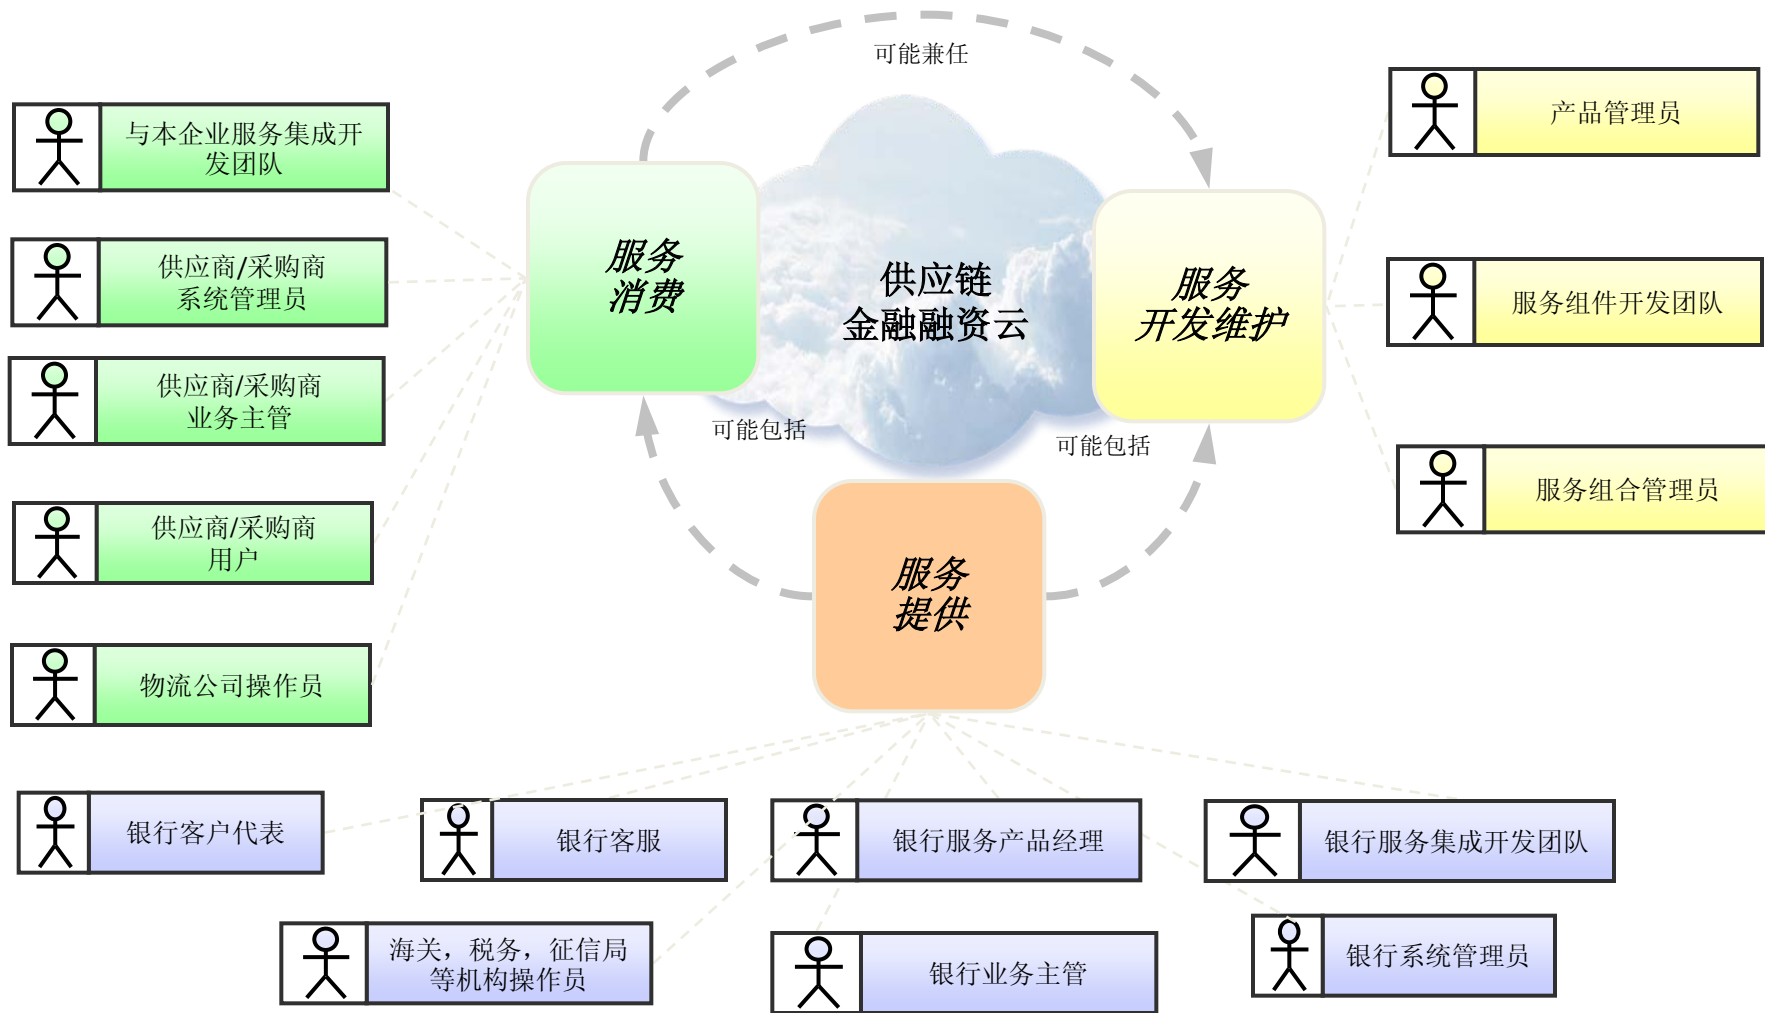 可能兼任
与本企业服务集成开
发团队
供应商/采购商
系统管理员
供应商/采购商
业务主管
供应商/采购商
用户
物流公司操作员
服务
消费
供应链
金融融资云
服务
开发维护
产品管理员
服务组件开发团队
服务组合管理员
可能包括
可能包括
服务
提供
银行客户代表
银行客服
银行服务产品经理
银行服务集成开发团队
海关，税务，征信局
等机构操作员
银行业务主管
银行系统管理员